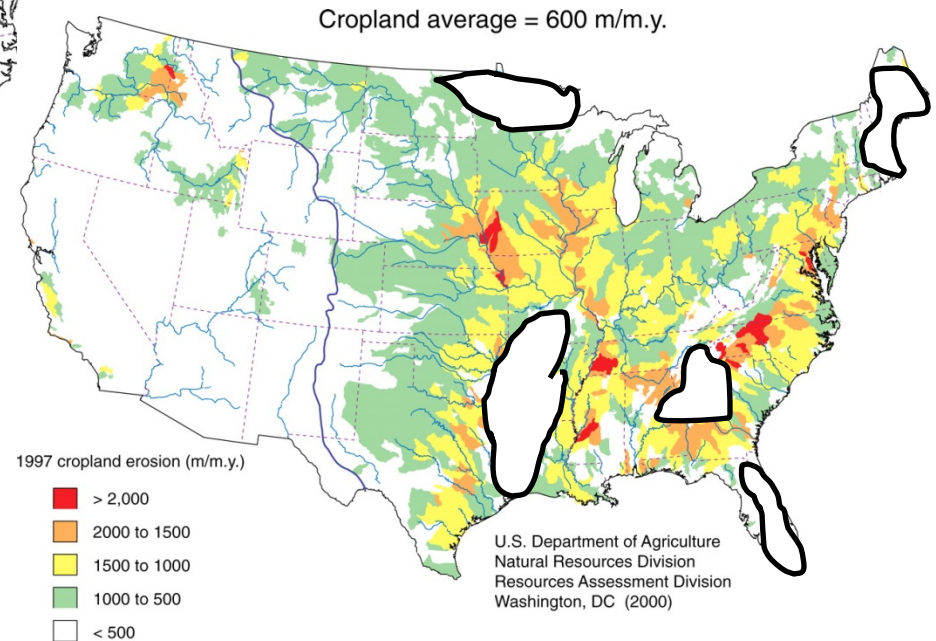 Cropland average = 600 m/m.y.
1997 cropland erosion (m/m.y.)
> 2,000
2000 to 1500
1500 to 1000
1000 to 500
< 500
U.S. Department of Agriculture
Natural Resources Division
Resources Assessment Division
Washington, DC (2000)